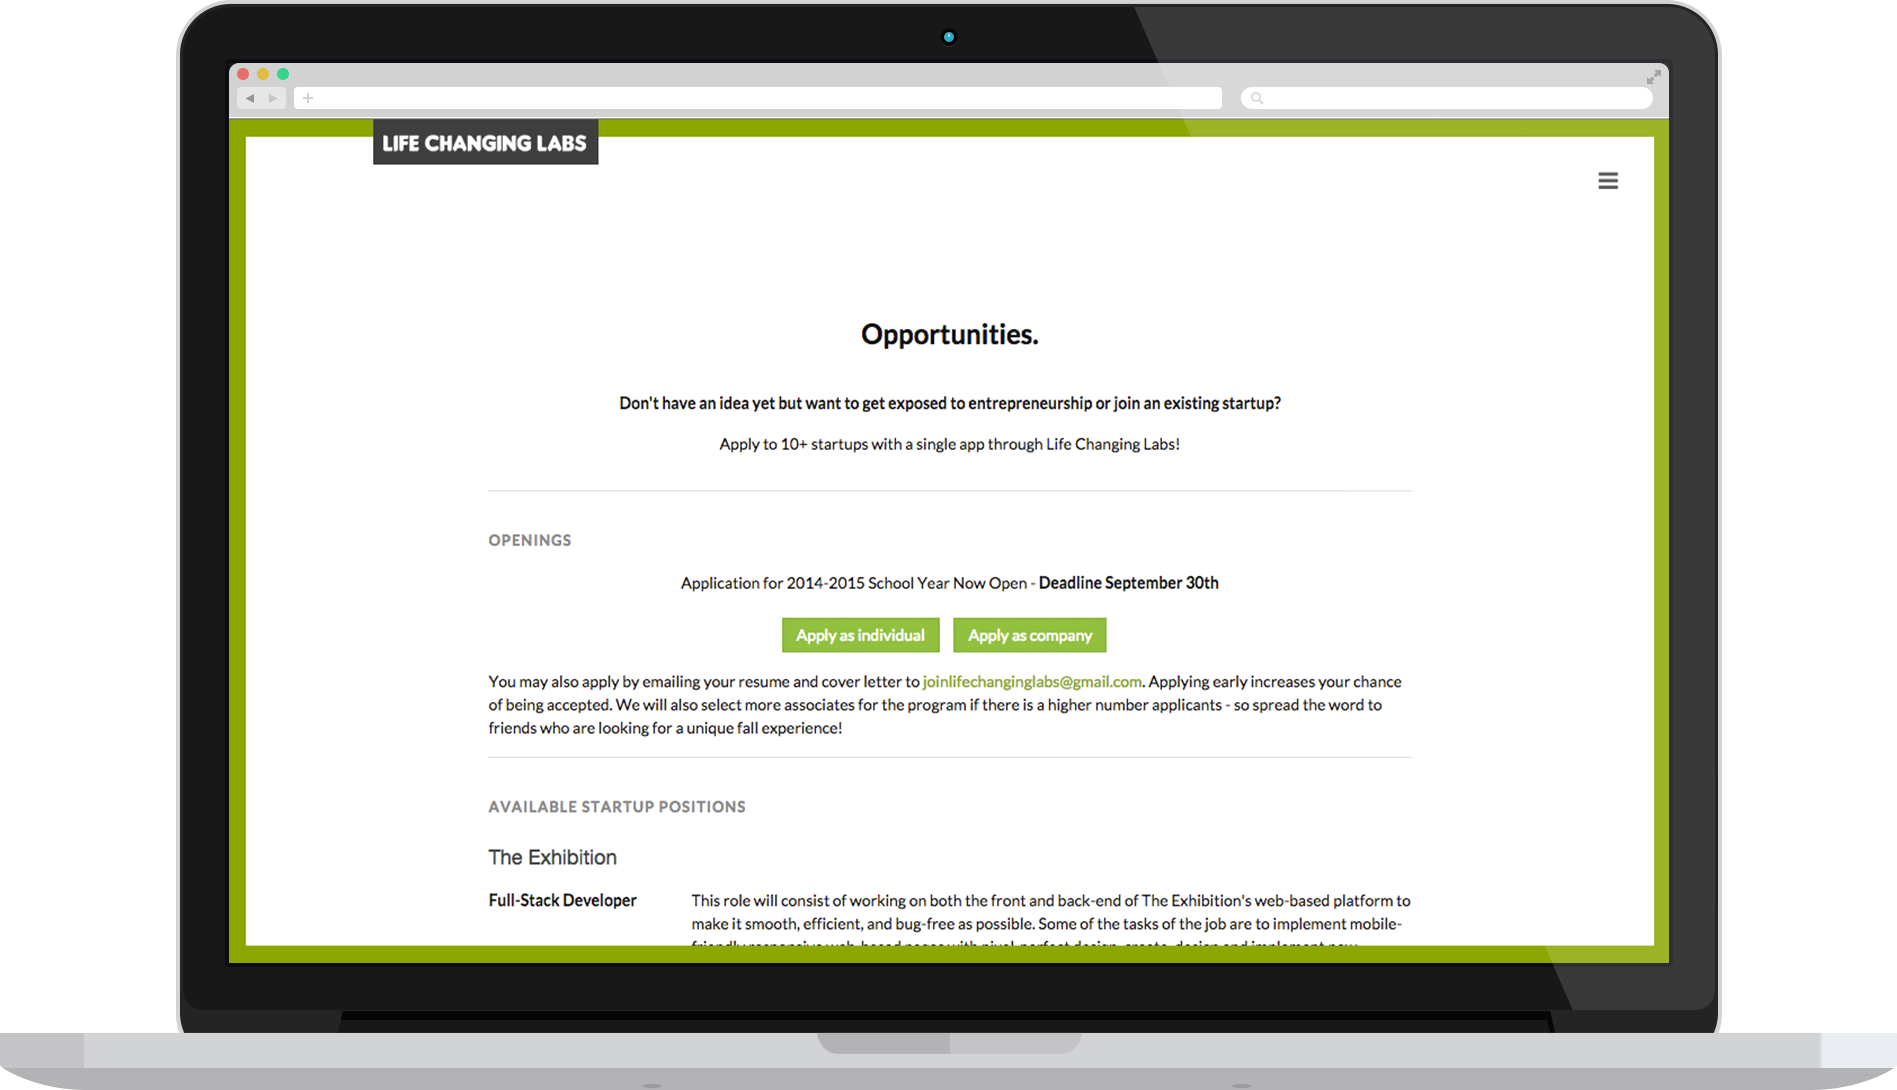 LIFE CHANGING LABS
Opportunities.
Don't have an idea yet but want to get exposed to entrepreneurship or join an existing startup?
Apply to 10+ startups with a single app through Life Changing Labs!
OPENINGS
Application for 2014-2015 School Year Now Open - Deadline September 30th
Apply as individual Apply as company
You may also apply by emailing your resume and cover letter to joinlifechanginglabs@gmail.com. Applying early increases your chance
of being accepted. We will also select more associates for the program if there is a higher number applicants - so spread the word to
friends who are looking for a unique fall experience!
AVAILABLE STARTUP POSITIONS
The Exhibition
Full-Stack Developer This role will consist of working on both the front and back-end of The Exhibition's web-based platform to
make it smooth, efficient, and bug-free as possible. Some of the tasks of the job are to implement mobile-